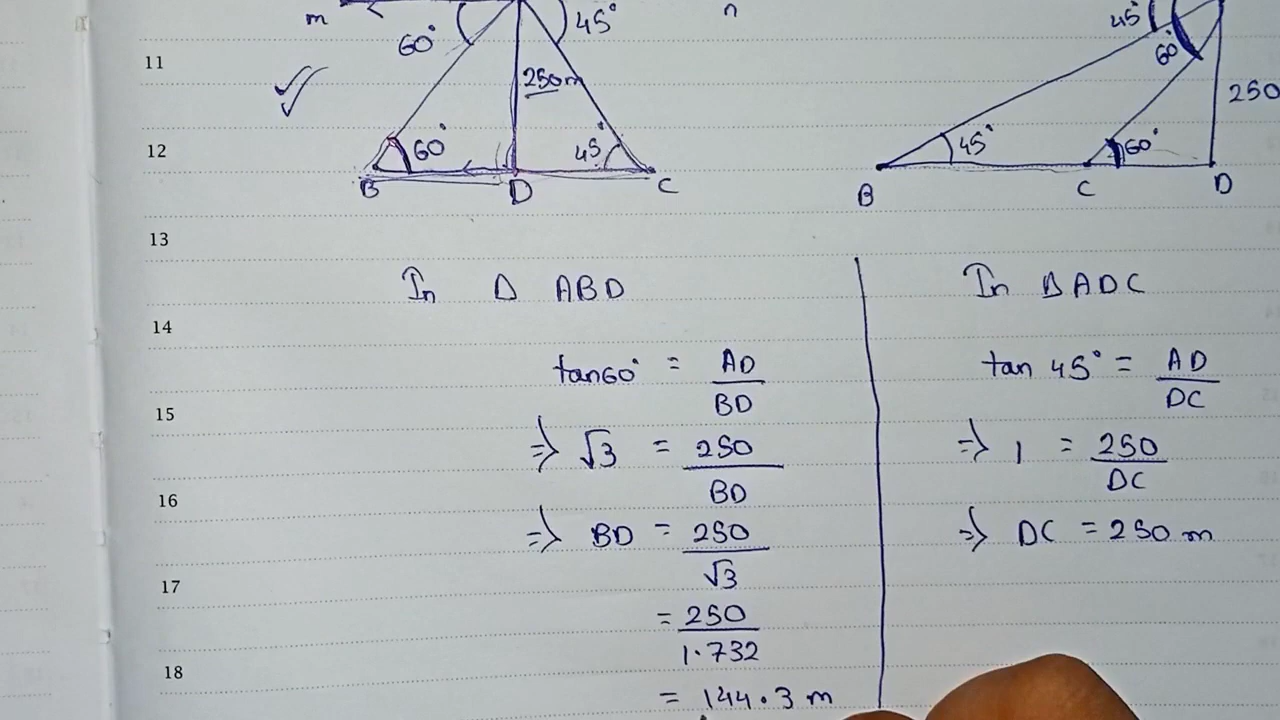 m
60°
45°
n
250m
60°
45°
B
D
C
45°
60°
250
45°
60°
B
C
D
11
12
13
14
15
16
17
18
In Δ ABD
tan60° = AD/BD
⇒ √3 = 250/BD
⇒ BD = 250/√3
= 250/1.732
= 144.3 m
In Δ ADC
tan 45° = AD/DC
⇒ 1 = 250/DC
⇒ DC = 250 m